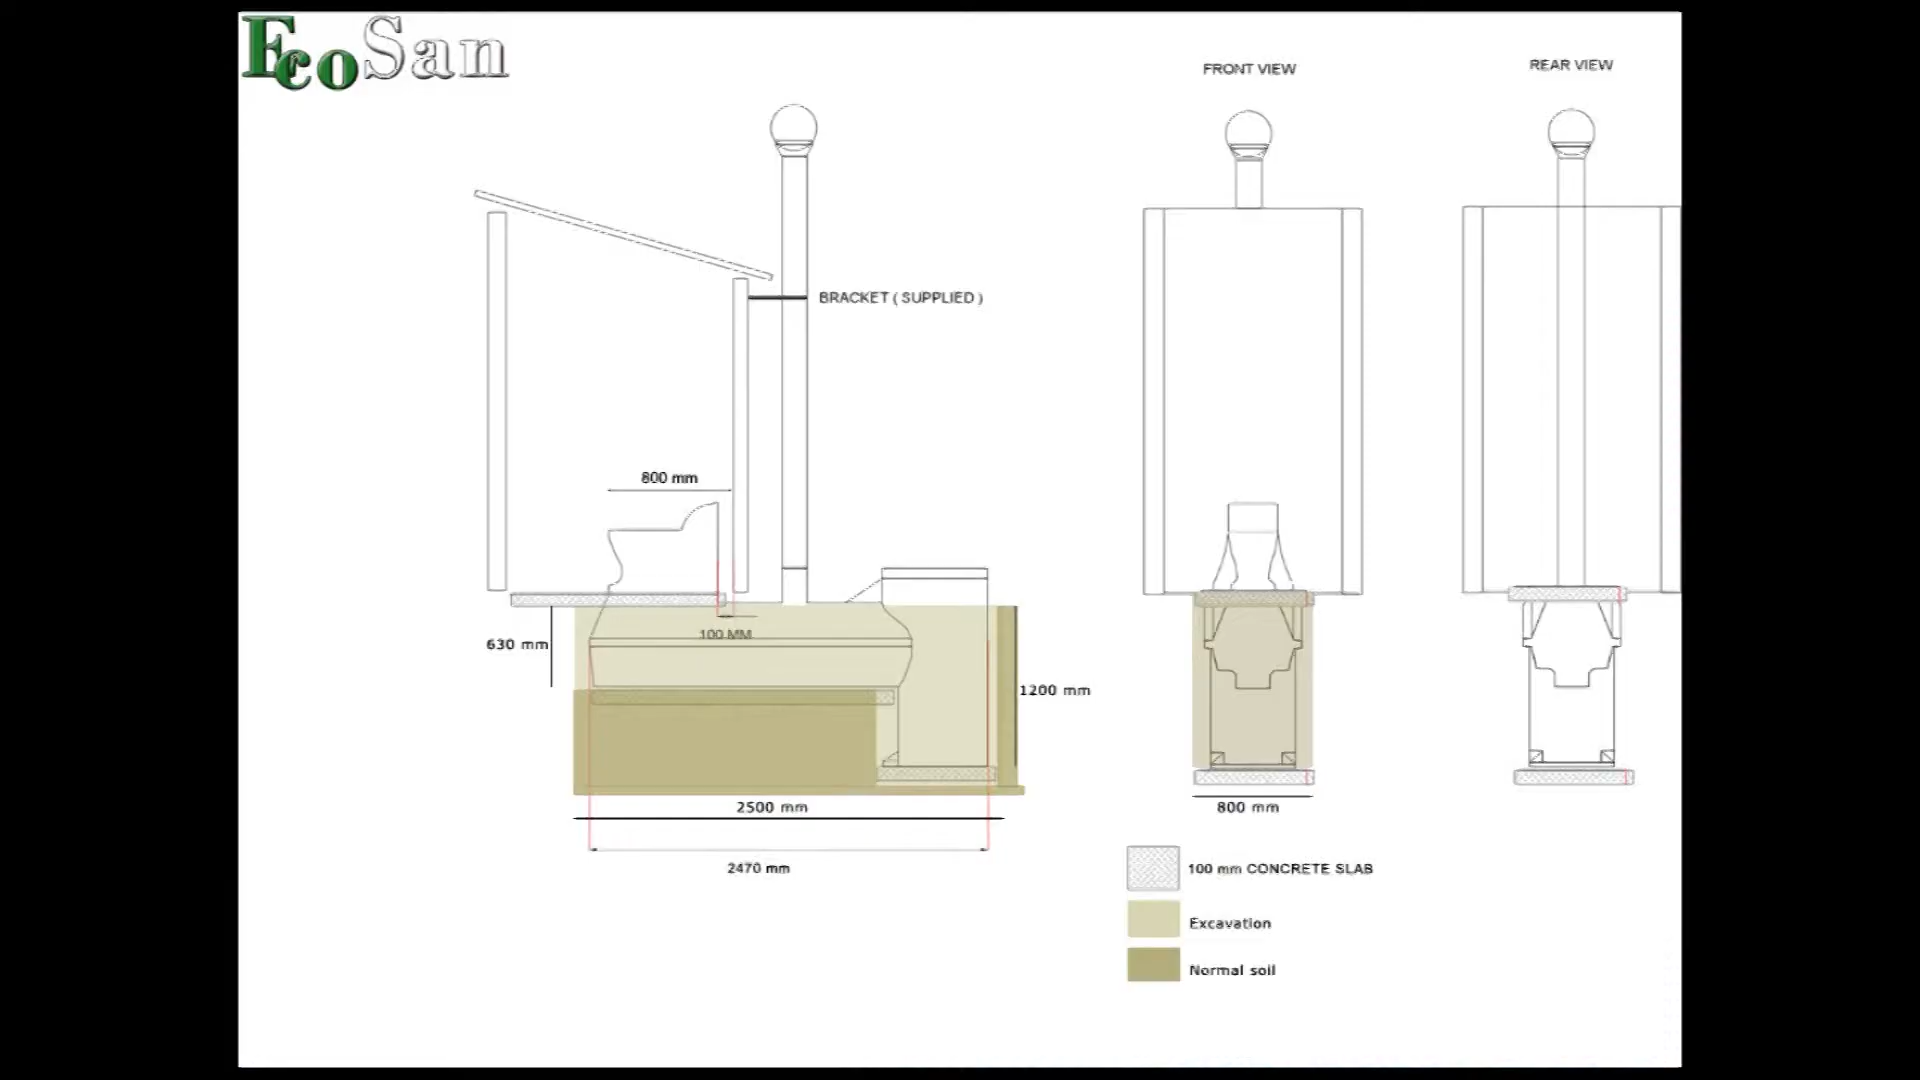 EcoSan
FRONT VIEW
REAR VIEW
BRACKET ( SUPPLIED )
800 mm
100 MM
630 mm
1200 mm
2500 mm
800 mm
2470 mm
100 mm CONCRETE SLAB
Excavation
Normal soil